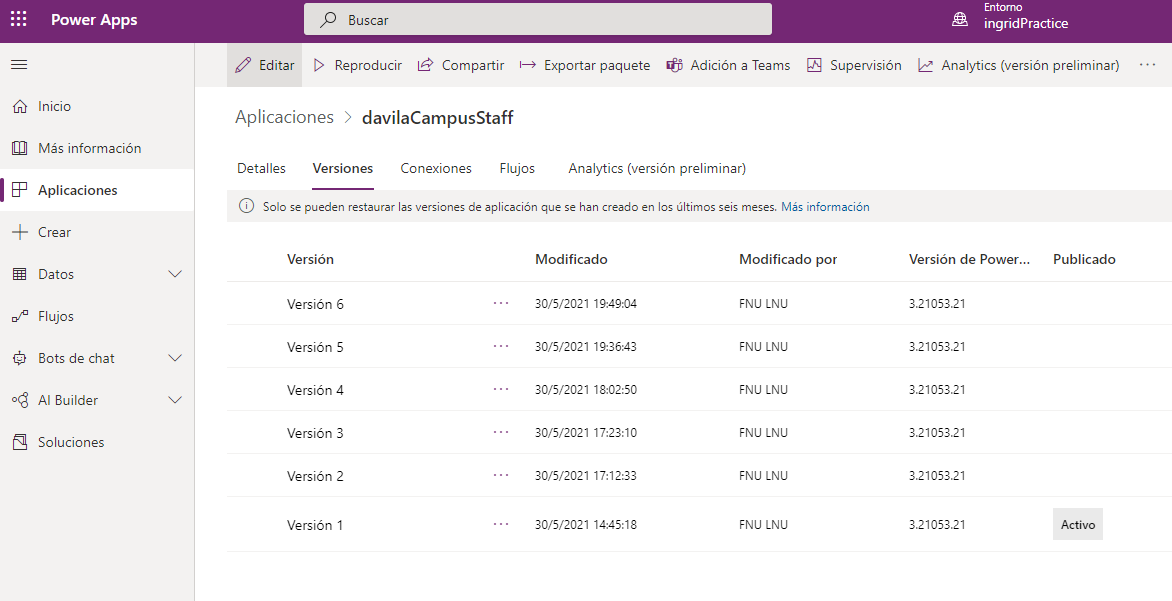 Power Apps
Buscar
Entorno
ingridPractice
Editar
Reproducir
Compartir
Exportar paquete
Adición a Teams
Supervisión
Analytics (versión preliminar)
...
Inicio
Más información
Aplicaciones
Crear
Datos
Flujos
Bots de chat
AI Builder
Soluciones
Aplicaciones > davilaCampusStaff
Detalles Versiones Conexiones Flujos Analytics (versión preliminar)
Solo se pueden restaurar las versiones de aplicación que se han creado en los últimos seis meses. Más información
Versión Modificado Modificado por Versión de Power... Publicado
Versión 6 ... 30/5/2021 19:49:04 FNU LNU 3.21053.21
Versión 5 ... 30/5/2021 19:36:43 FNU LNU 3.21053.21
Versión 4 ... 30/5/2021 18:02:50 FNU LNU 3.21053.21
Versión 3 ... 30/5/2021 17:23:10 FNU LNU 3.21053.21
Versión 2 ... 30/5/2021 17:12:33 FNU LNU 3.21053.21
Versión 1 ... 30/5/2021 14:45:18 FNU LNU 3.21053.21 Activo